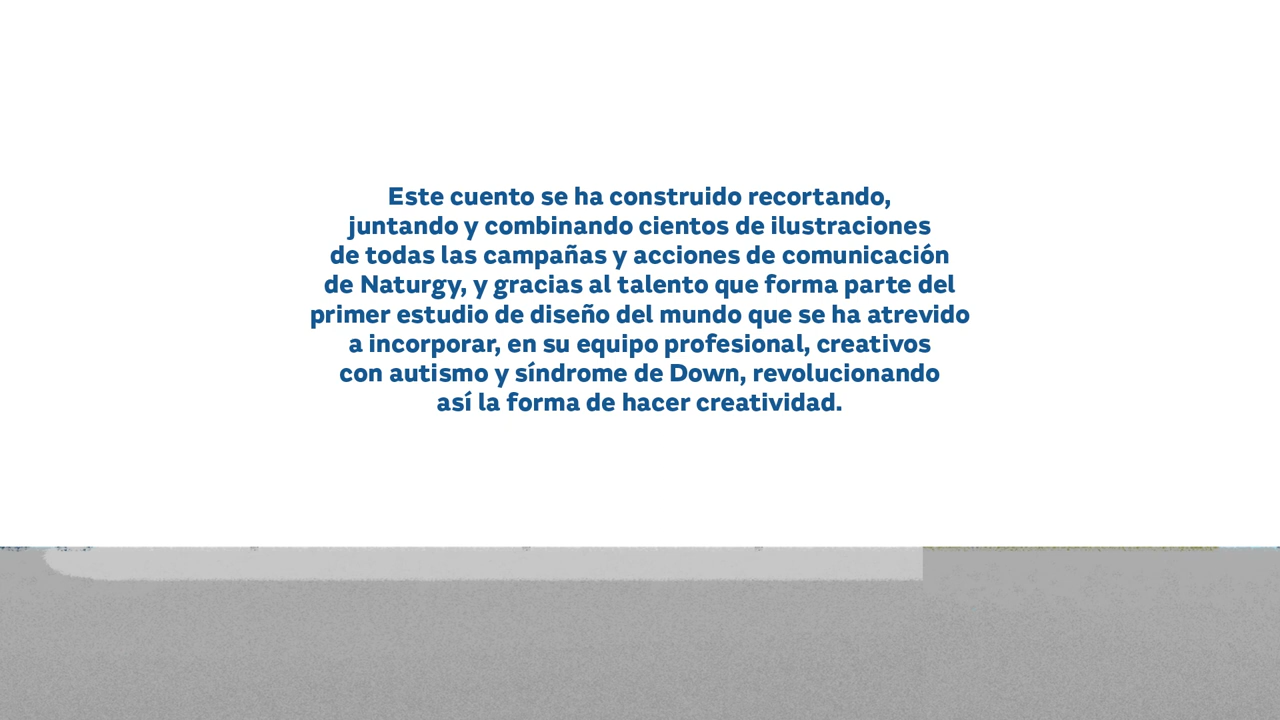 Este cuento se ha construido recortando,
juntando y combinando cientos de ilustraciones
de todas las campañas y acciones de comunicación
de Naturgy, y gracias al talento que forma parte del
primer estudio de diseño del mundo que se ha atrevido
a incorporar, en su equipo profesional, creativos
con autismo y síndrome de Down, revolucionando
así la forma de hacer creatividad.